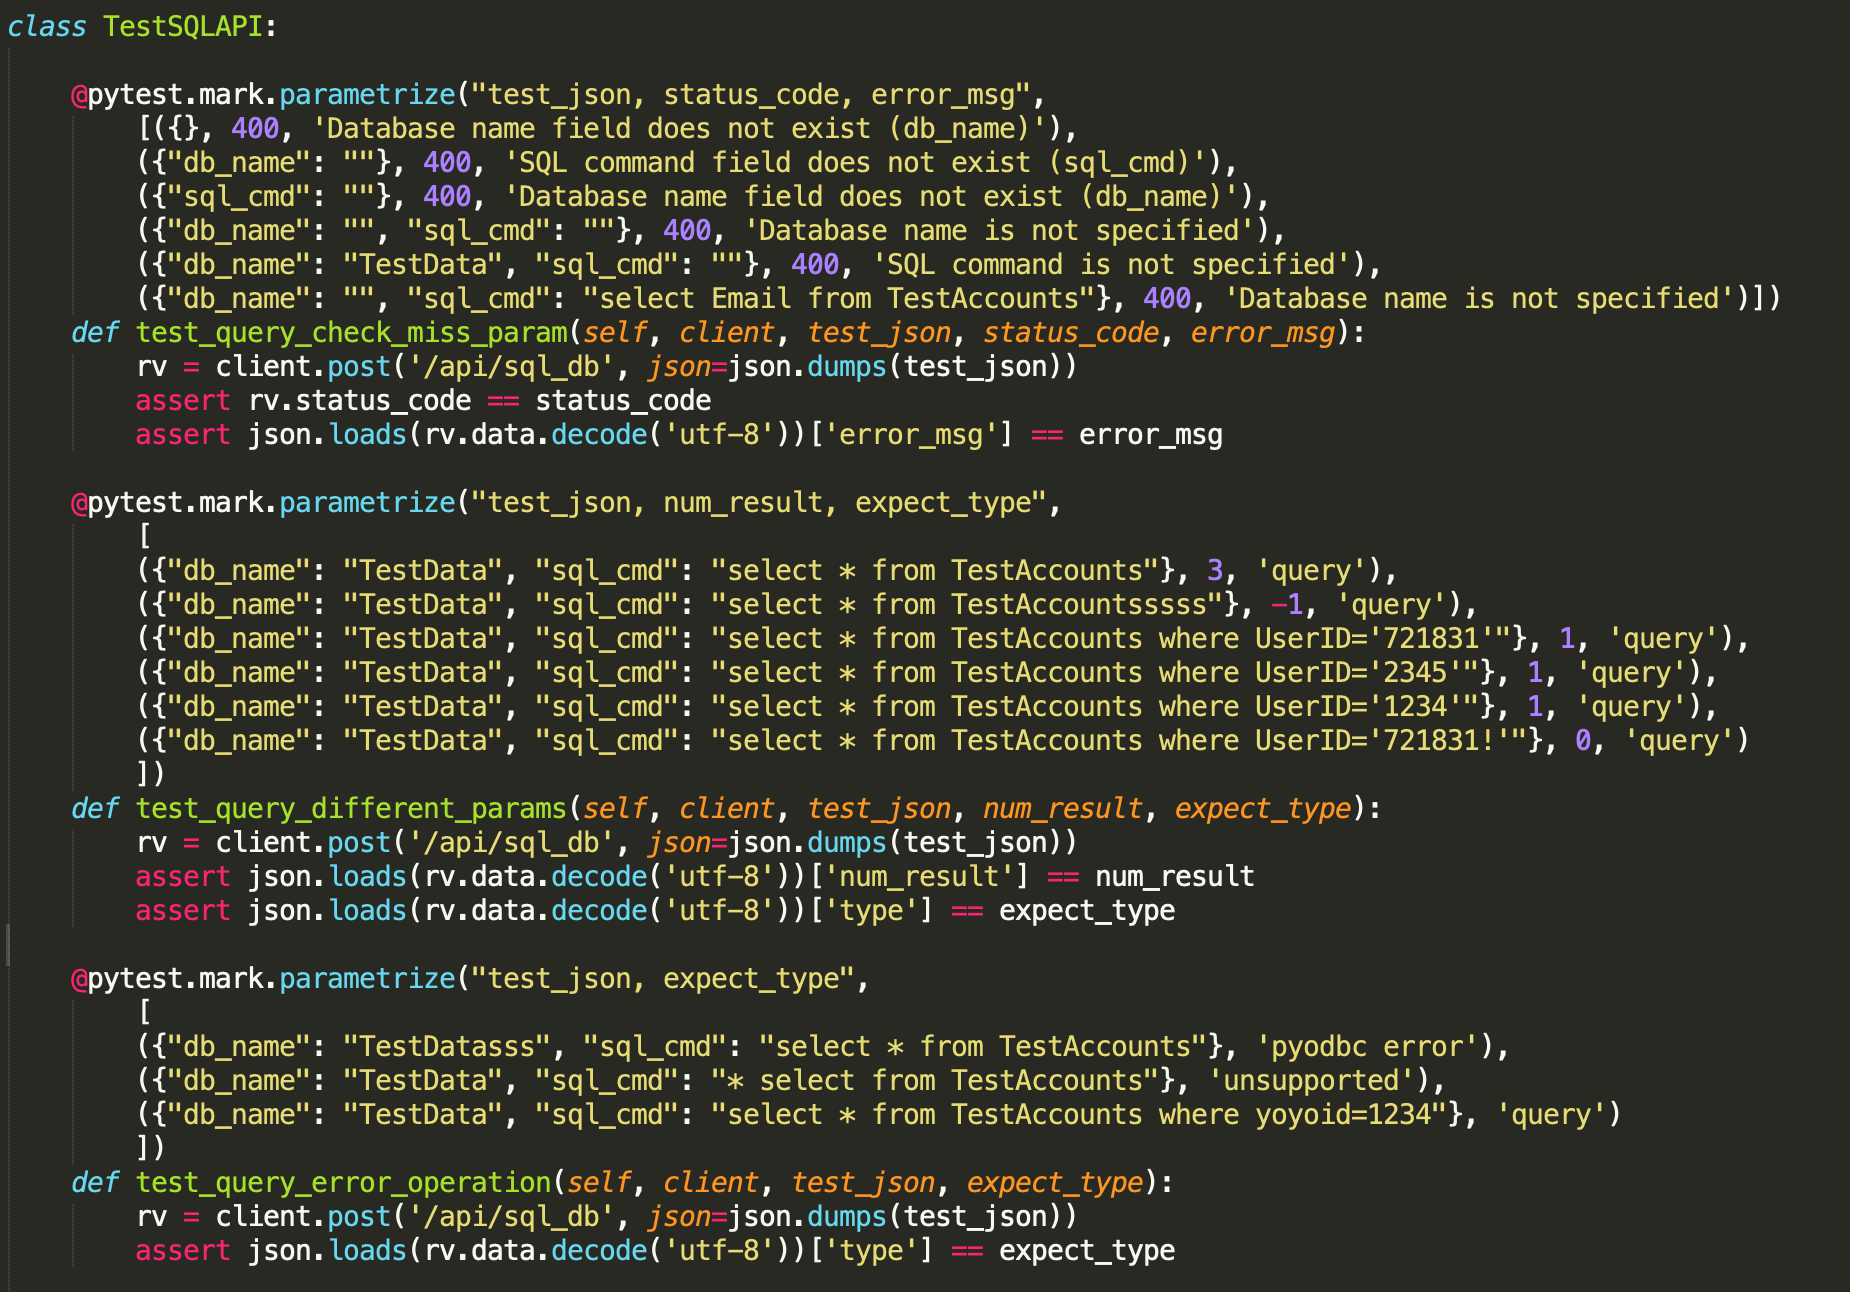 class TestSQLAPI:
@pytest.mark.parametrize("test_json, status_code, error_msg",
[({}, 400, 'Database name field does not exist (db_name)'),
({"db_name": ""}, 400, 'SQL command field does not exist (sql_cmd)'),
({"sql_cmd": ""}, 400, 'Database name field does not exist (db_name)'),
({"db_name": "", "sql_cmd": ""}, 400, 'Database name is not specified'),
({"db_name": "TestData", "sql_cmd": ""}, 400, 'SQL command is not specified'),
({"db_name": "", "sql_cmd": "select Email from TestAccounts"}, 400, 'Database name is not specified')])
def test_query_check_miss_param(self, client, test_json, status_code, error_msg):
rv = client.post('/api/sql_db', json=json.dumps(test_json))
assert rv.status_code == status_code
assert json.loads(rv.data.decode('utf-8'))['error_msg'] == error_msg
@pytest.mark.parametrize("test_json, num_result, expect_type",
[
({"db_name": "TestData", "sql_cmd": "select * from TestAccounts"}, 3, 'query'),
({"db_name": "TestData", "sql_cmd": "select * from TestAccountsssss"}, -1, 'query'),
({"db_name": "TestData", "sql_cmd": "select * from TestAccounts where UserID='721831'"}, 1, 'query'),
({"db_name": "TestData", "sql_cmd": "select * from TestAccounts where UserID='2345'"}, 1, 'query'),
({"db_name": "TestData", "sql_cmd": "select * from TestAccounts where UserID='1234'"}, 1, 'query'),
({"db_name": "TestData", "sql_cmd": "select * from TestAccounts where UserID='721831!'"}, 0, 'query')
])
def test_query_different_params(self, client, test_json, num_result, expect_type):
rv = client.post('/api/sql_db', json=json.dumps(test_json))
assert json.loads(rv.data.decode('utf-8'))['num_result'] == num_result
assert json.loads(rv.data.decode('utf-8'))['type'] == expect_type
@pytest.mark.parametrize("test_json, expect_type",
[
({"db_name": "TestDatasss", "sql_cmd": "select * from TestAccounts"}, 'pyodbc error'),
({"db_name": "TestData", "sql_cmd": "* select from TestAccounts"}, 'unsupported'),
({"db_name": "TestData", "sql_cmd": "select * from TestAccounts where yoyoid=1234"}, 'query')
])
def test_query_error_operation(self, client, test_json, expect_type):
rv = client.post('/api/sql_db', json=json.dumps(test_json))
assert json.loads(rv.data.decode('utf-8'))['type'] == expect_type